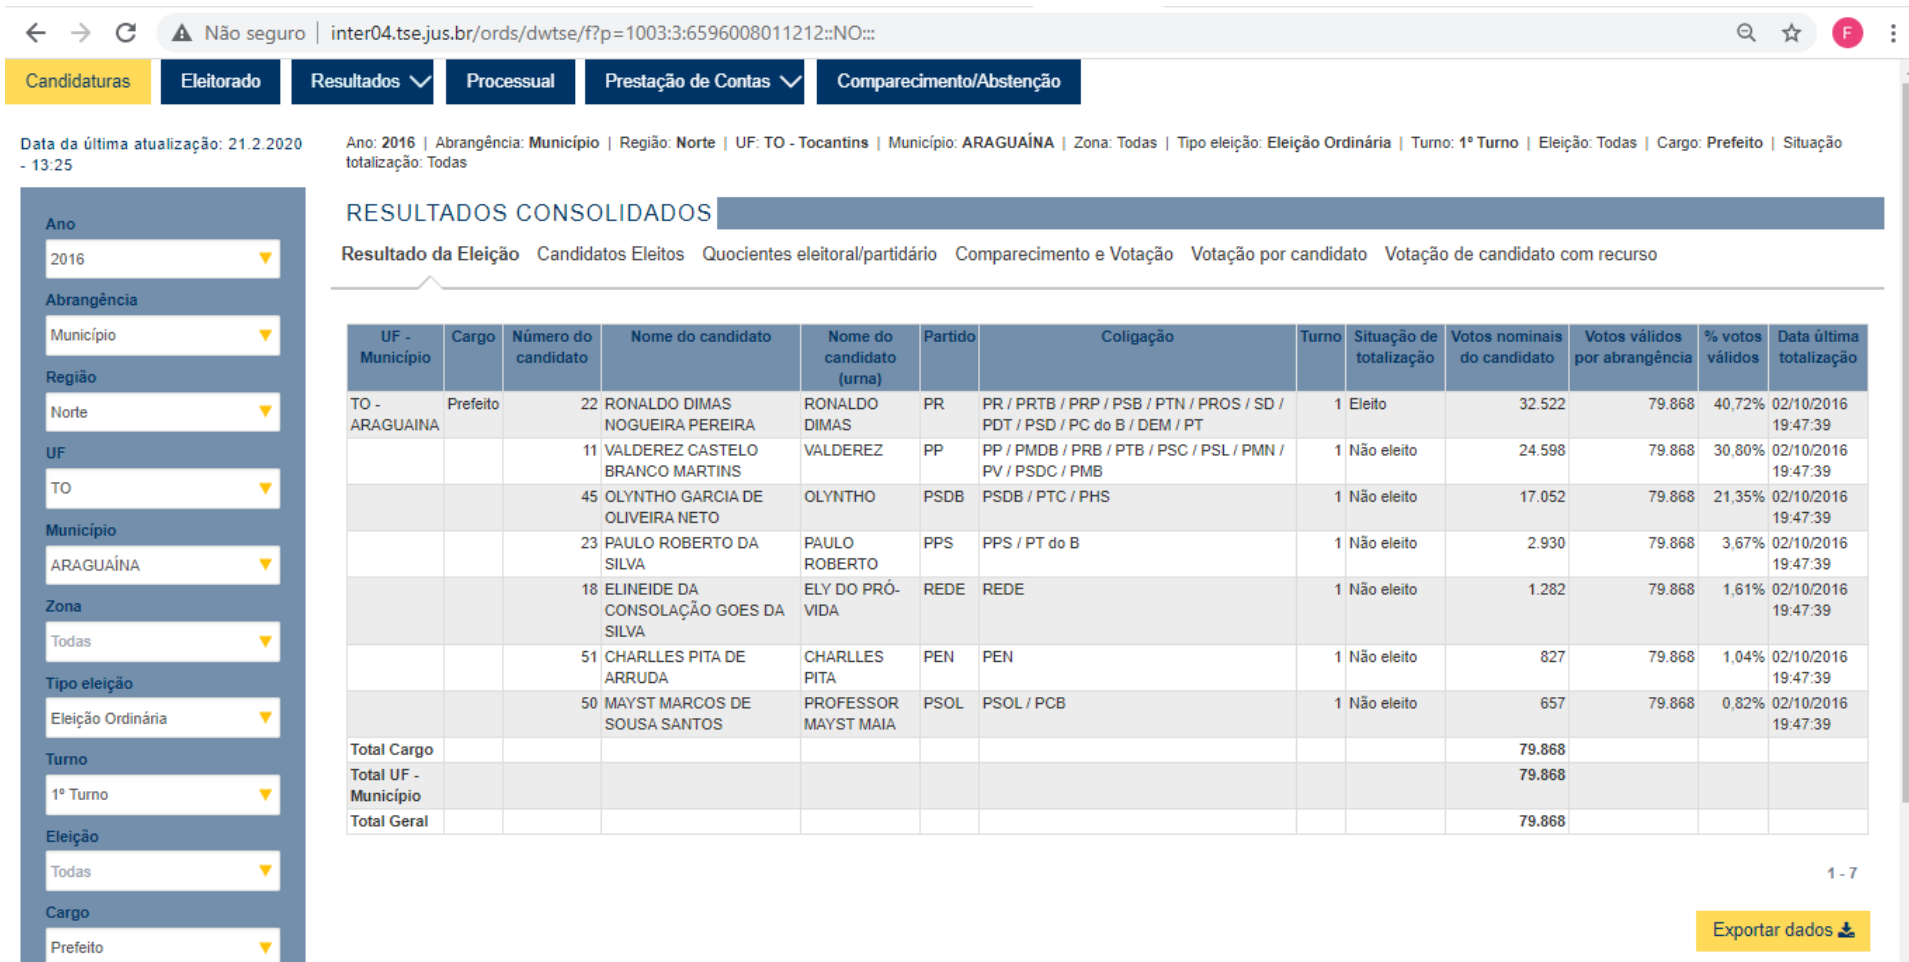 Não seguro | inter04.tse.jus.br/ords/dwtse/f?p=1003:3:6596008011212::NO:::
F
Candidaturas Eleitorado Resultados Processual Prestação de Contas Comparecimento/Abstenção
Data da última atualização: 21.2.2020
- 13:25
Ano: 2016 | Abrangência: Município | Região: Norte | UF: TO - Tocantins | Município: ARAGUAÍNA | Zona: Todas | Tipo eleição: Eleição Ordinária | Turno: 1º Turno | Eleição: Todas | Cargo: Prefeito | Situação
totalização: Todas
Ano
2016
Abrangência
Município
Região
Norte
UF
TO
Município
ARAGUAÍNA
Zona
Todas
Tipo eleição
Eleição Ordinária
Turno
1º Turno
Eleição
Todas
Cargo
Prefeito
RESULTADOS CONSOLIDADOS
Resultado da Eleição Candidatos Eleitos Quocientes eleitoral/partidário Comparecimento e Votação Votação por candidato Votação de candidato com recurso
UF - Cargo Número do Nome do candidato Nome do Partido Coligação Turno Situação de Votos nominais Votos válidos % votos Data última
Município candidato candidato totalização do candidato por abrangência válidos totalização
(urna)
TO - Prefeito 22 RONALDO DIMAS RONALDO PR PR / PRTB / PRP / PSB / PTN / PROS / SD / 1 Eleito 32.522 79.868 40,72% 02/10/2016
ARAGUAINA NOGUEIRA PEREIRA DIMAS PDT / PSD / PC do B / DEM / PT 19:47:39
11 VALDEREZ CASTELO VALDEREZ PP PP / PMDB / PRB / PTB / PSC / PSL / PMN / 1 Não eleito 24.598 79.868 30,80% 02/10/2016
BRANCO MARTINS PV / PSDC / PMB 19:47:39
45 OLYNTHO GARCIA DE OLYNTHO PSDB PSDB / PTC / PHS 1 Não eleito 17.052 79.868 21,35% 02/10/2016
OLIVEIRA NETO 19:47:39
23 PAULO ROBERTO DA PAULO PPS PPS / PT do B 1 Não eleito 2.930 79.868 3,67% 02/10/2016
SILVA ROBERTO 19:47:39
18 ELINEIDE DA ELY DO PRÓ- REDE REDE 1 Não eleito 1.282 79.868 1,61% 02/10/2016
CONSOLAÇÃO GOES DA VIDA 19:47:39
SILVA
51 CHARLLES PITA DE CHARLLES PEN PEN 1 Não eleito 827 79.868 1,04% 02/10/2016
ARRUDA PITA 19:47:39
50 MAYST MARCOS DE PROFESSOR PSOL PSOL / PCB 1 Não eleito 657 79.868 0,82% 02/10/2016
SOUSA SANTOS MAYST MAIA 19:47:39
Total Cargo 79.868
Total UF - 79.868
Município
Total Geral 79.868
1 - 7
Exportar dados